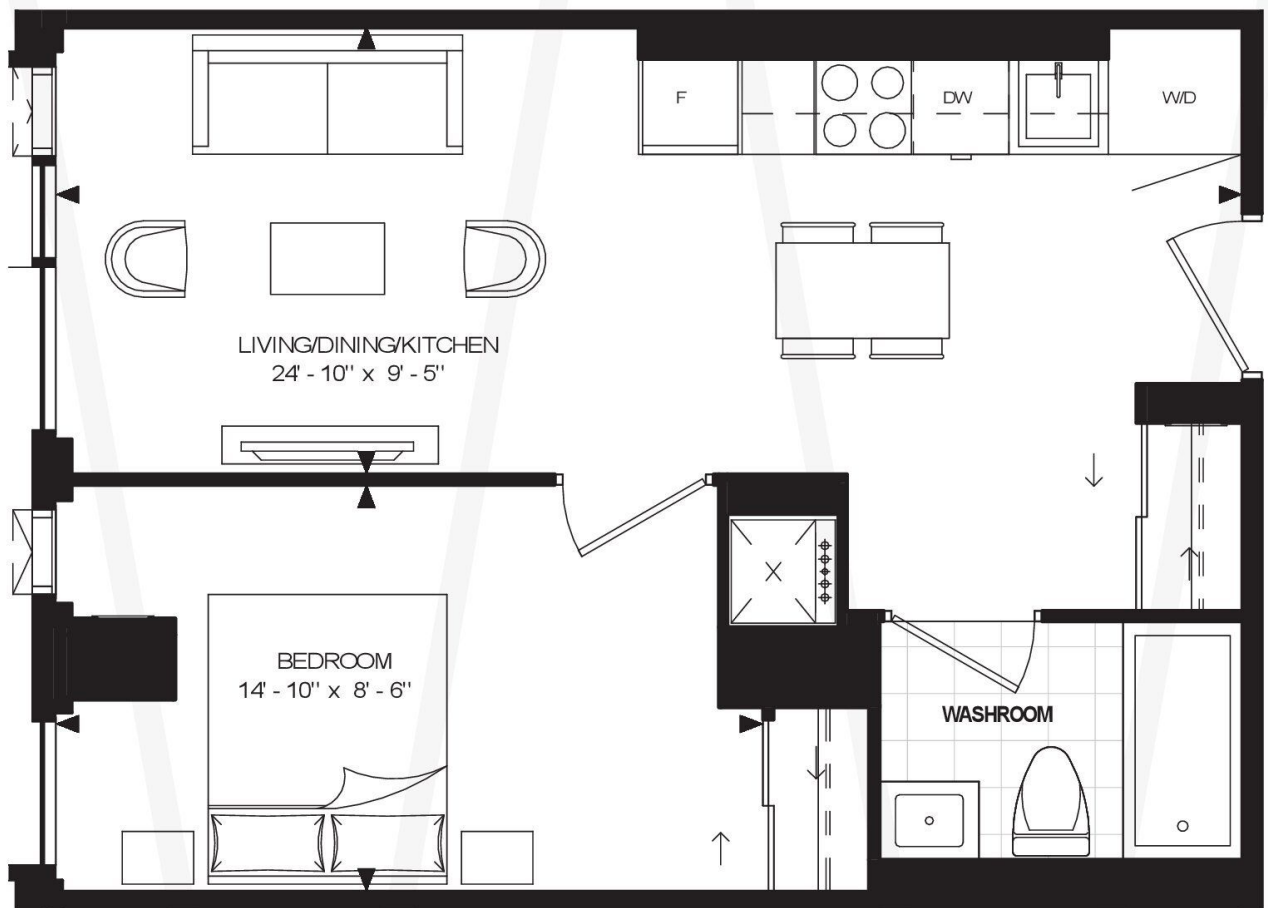 F
DW
W/D
LIVING/DINING/KITCHEN
24' - 10" x 9' - 5"
X
BEDROOM
14' - 10" x 8' - 6"
WASHROOM